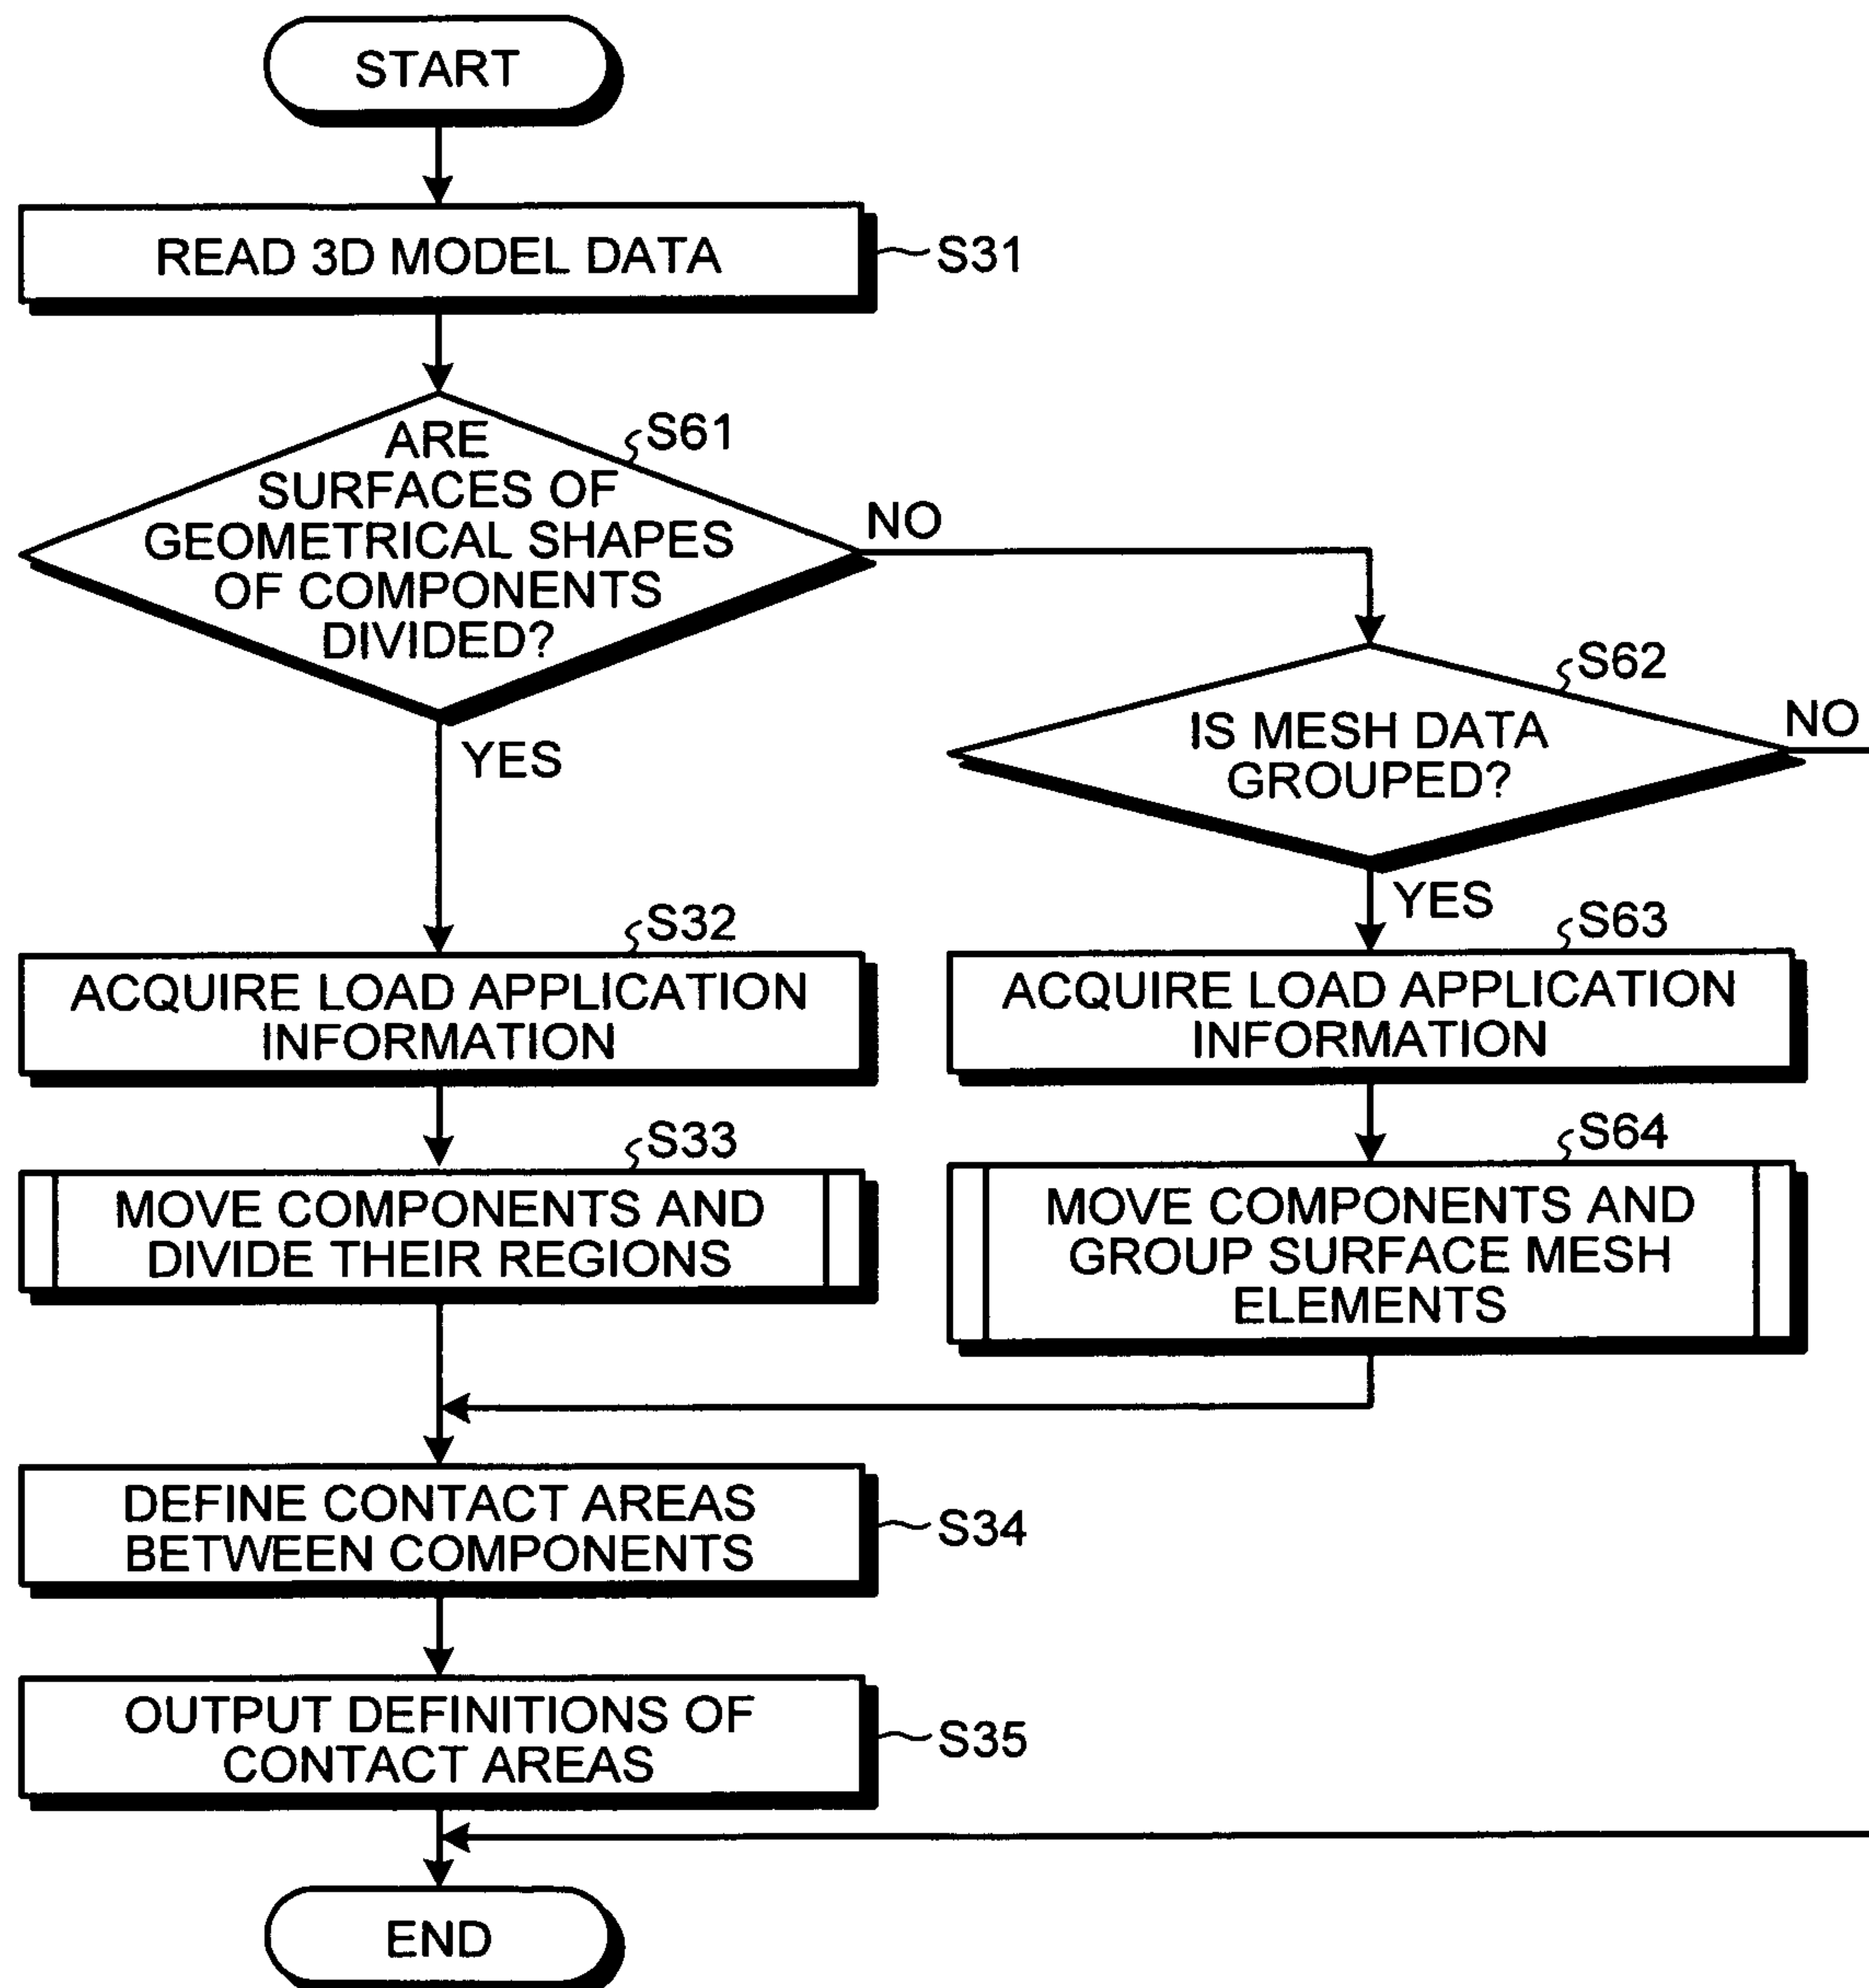 START
READ 3D MODEL DATA
S31
ARE
SURFACES OF
GEOMETRICAL SHAPES
OF COMPONENTS
DIVIDED?
S61
NO
YES
IS MESH DATA
GROUPED?
S62
NO
YES
S32
ACQUIRE LOAD APPLICATION
INFORMATION
S63
ACQUIRE LOAD APPLICATION
INFORMATION
S33
MOVE COMPONENTS AND
DIVIDE THEIR REGIONS
S64
MOVE COMPONENTS AND
GROUP SURFACE MESH
ELEMENTS
DEFINE CONTACT AREAS
BETWEEN COMPONENTS
S34
OUTPUT DEFINITIONS OF
CONTACT AREAS
S35
END